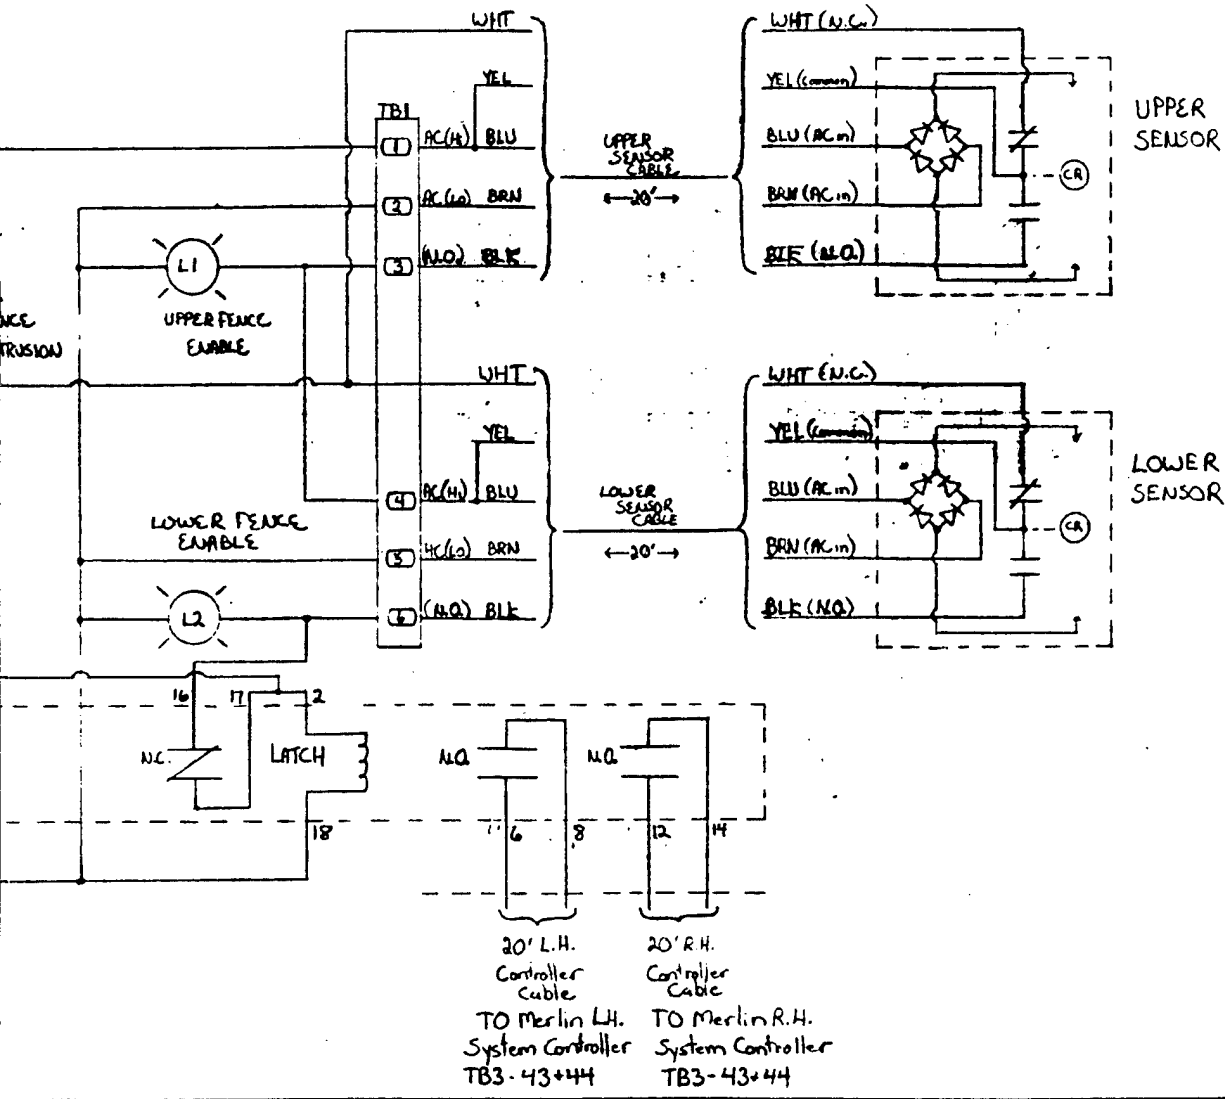 WHT
WHT (N.C.)
YEL
YEL (common)
TB1
UPPER
SENSOR
1
AC(Hi)
BLU
UPPER
SENSOR
CABLE
BLU (AC in)
CR
2
AC(Lo)
BRN
20'
BRN (AC in)
L1
3
(N.O.)
BLK
BLK (N.O.)
UPPER FENCE
ENABLE
NCE
TRUSION
WHT
WHT (N.C.)
YEL
YEL (common)
LOWER
SENSOR
4
AC(Hi)
BLU
LOWER
SENSOR
CABLE
BLU (AC in)
LOWER FENCE
ENABLE
CR
5
AC(Lo)
BRN
20'
BRN (AC in)
L2
6
(N.O.)
BLK
BLK (N.O.)
16
17
2
N.C.
LATCH
N.O.
N.O.
18
6
8
12
14
20' L.H.
Controller
Cable
TO Merlin L.H.
System Controller
TB3-43+44
20' R.H.
Controller
Cable
TO Merlin R.H.
System Controller
TB3-43+44